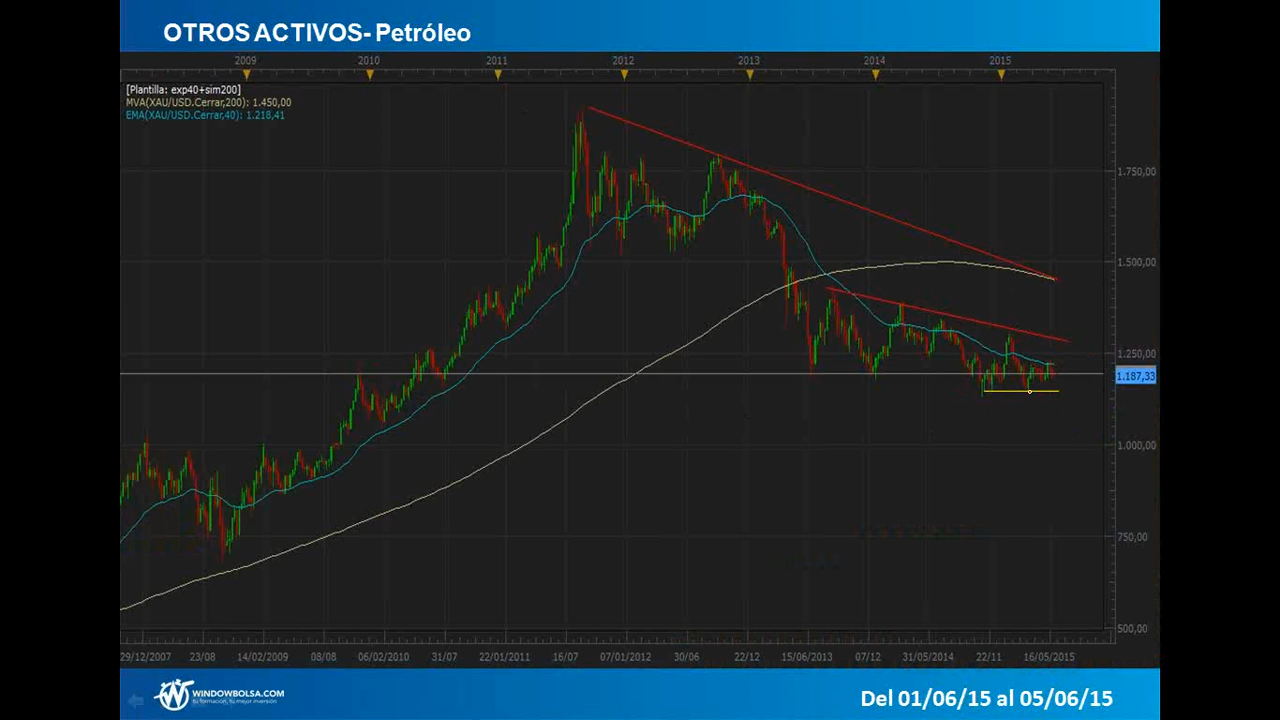 OTROS ACTIVOS- Petróleo
2009 2010 2011 2012 2013 2014 2015
[Plantilla: exp40+sim200]
MVA(XAU/USD.Cerrar,200): 1.450,00
EMA(XAU/USD.Cerrar,40): 1.218,41
1.750,00
1.500,00
1.250,00
1.187,33
1.000,00
750,00
500,00
29/12/2007 23/08 14/02/2009 08/08 06/02/2010 31/07 22/01/2011 16/07 07/01/2012 30/06 22/12 15/06/2013 07/12 31/05/2014 22/11 16/05/2015
WINDOWBOLSA.COM
tu formación, tu mejor inversión
Del 01/06/15 al 05/06/15